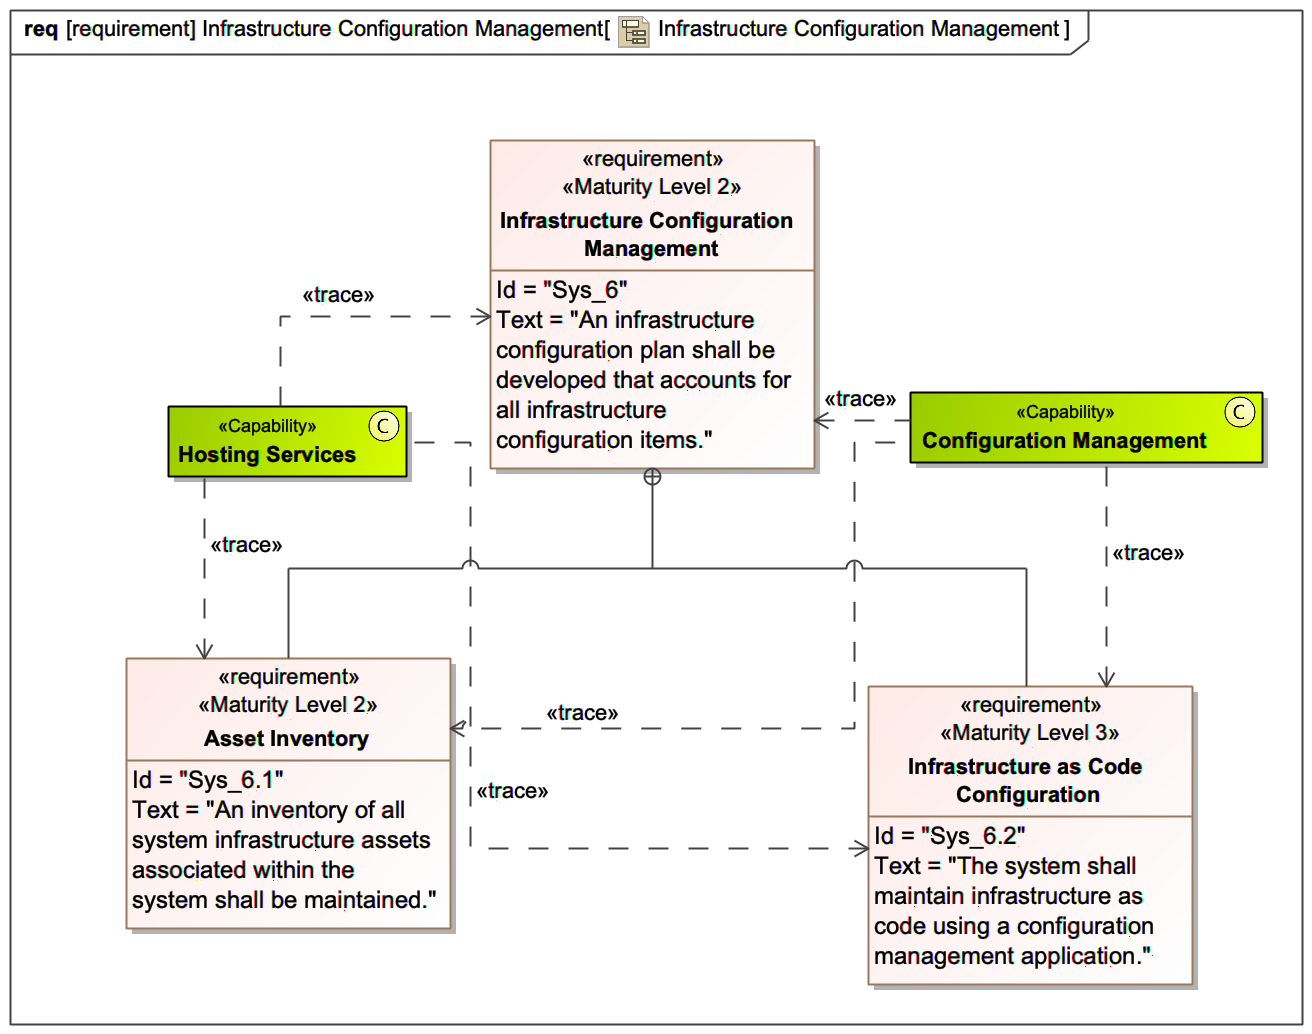 req [requirement] Infrastructure Configuration Management[ Infrastructure Configuration Management ]
«requirement»
«Maturity Level 2»
Infrastructure Configuration
Management
Id = "Sys_6"
Text = "An infrastructure
configuration plan shall be
developed that accounts for
all infrastructure
configuration items."
«trace»
«Capability»
C
Hosting Services
«trace»
«Capability»
C
Configuration Management
«trace»
«trace»
«requirement»
«Maturity Level 2»
Asset Inventory
Id = "Sys_6.1"
Text = "An inventory of all
system infrastructure assets
associated within the
system shall be maintained."
«trace»
«trace»
«requirement»
«Maturity Level 3»
Infrastructure as Code
Configuration
Id = "Sys_6.2"
Text = "The system shall
maintain infrastructure as
code using a configuration
management application."